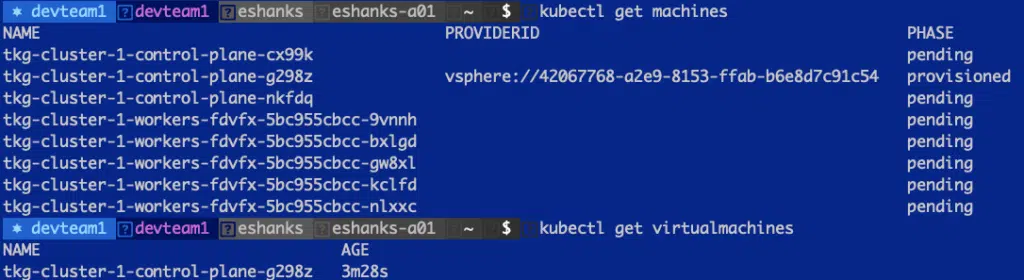 * devteam1 ? devteam1 ? eshanks eshanks-a01 ~ $ kubectl get machines
NAME PROVIDERID PHASE
tkg-cluster-1-control-plane-cx99k pending
tkg-cluster-1-control-plane-g298z vsphere://42067768-a2e9-8153-ffab-b6e8d7c91c54 provisioned
tkg-cluster-1-control-plane-nkfdq pending
tkg-cluster-1-workers-fdvfx-5bc955cbcc-9vnnh pending
tkg-cluster-1-workers-fdvfx-5bc955cbcc-bxlgd pending
tkg-cluster-1-workers-fdvfx-5bc955cbcc-gw8xl pending
tkg-cluster-1-workers-fdvfx-5bc955cbcc-kclfd pending
tkg-cluster-1-workers-fdvfx-5bc955cbcc-nlxxc pending
* devteam1 ? devteam1 ? eshanks eshanks-a01 ~ $ kubectl get virtualmachines
NAME AGE
tkg-cluster-1-control-plane-g298z 3m28s